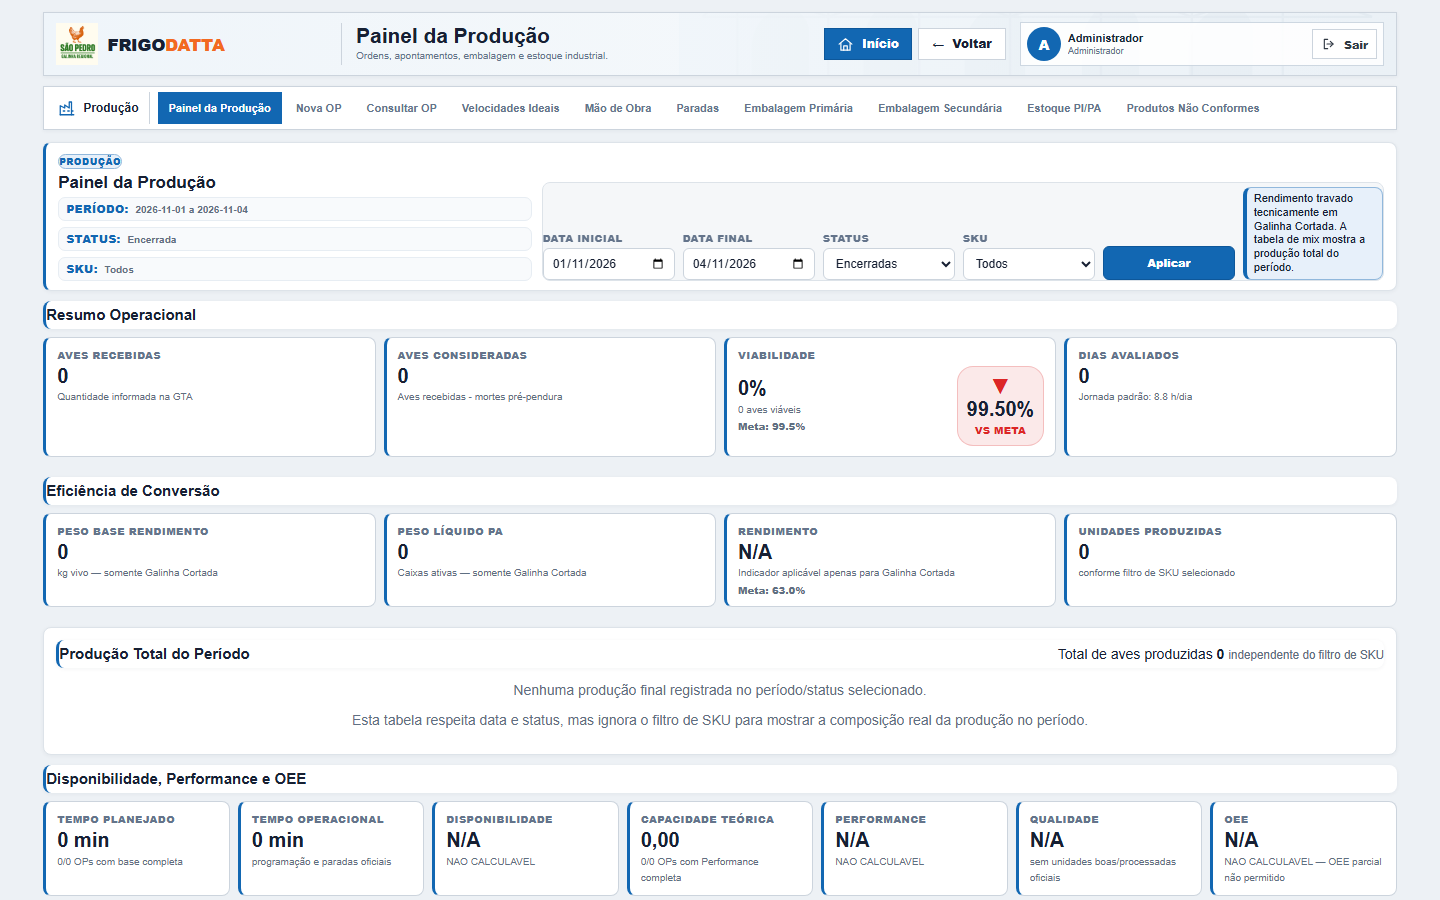 SÃO PEDRO
GALINHA REGIONAL
FRIGODATTA
Painel da Produção
Ordens, apontamentos, embalagem e estoque industrial.
Início
← Voltar
A
Administrador
Administrador
Sair
Produção
Painel da Produção
Nova OP
Consultar OP
Velocidades Ideais
Mão de Obra
Paradas
Embalagem Primária
Embalagem Secundária
Estoque PI/PA
Produtos Não Conformes
PRODUÇÃO
Painel da Produção
PERÍODO: 2026-11-01 a 2026-11-04
STATUS: Encerrada
SKU: Todos
DATA INICIAL
01/11/2026
DATA FINAL
04/11/2026
STATUS
Encerradas
SKU
Todos
Aplicar
Rendimento travado
tecnicamente em
Galinha Cortada. A
tabela de mix mostra a
produção total do
período.
Resumo Operacional
AVES RECEBIDAS
0
Quantidade informada na GTA
AVES CONSIDERADAS
0
Aves recebidas - mortes pré-pendura
VIABILIDADE
0%
0 aves viáveis
Meta: 99.5%
▼
99.50%
VS META
DIAS AVALIADOS
0
Jornada padrão: 8.8 h/dia
Eficiência de Conversão
PESO BASE RENDIMENTO
0
kg vivo — somente Galinha Cortada
PESO LÍQUIDO PA
0
Caixas ativas — somente Galinha Cortada
RENDIMENTO
N/A
Indicador aplicável apenas para Galinha Cortada
Meta: 63.0%
UNIDADES PRODUZIDAS
0
conforme filtro de SKU selecionado
Produção Total do Período
Total de aves produzidas 0 independente do filtro de SKU
Nenhuma produção final registrada no período/status selecionado.
Esta tabela respeita data e status, mas ignora o filtro de SKU para mostrar a composição real da produção no período.
Disponibilidade, Performance e OEE
TEMPO PLANEJADO
0 min
0/0 OPs com base completa
TEMPO OPERACIONAL
0 min
programação e paradas oficiais
DISPONIBILIDADE
N/A
NAO CALCULAVEL
CAPACIDADE TEÓRICA
0,00
0/0 OPs com Performance
completa
PERFORMANCE
N/A
NAO CALCULAVEL
QUALIDADE
N/A
sem unidades boas/processadas
oficiais
OEE
N/A
NAO CALCULAVEL — OEE parcial
não permitido